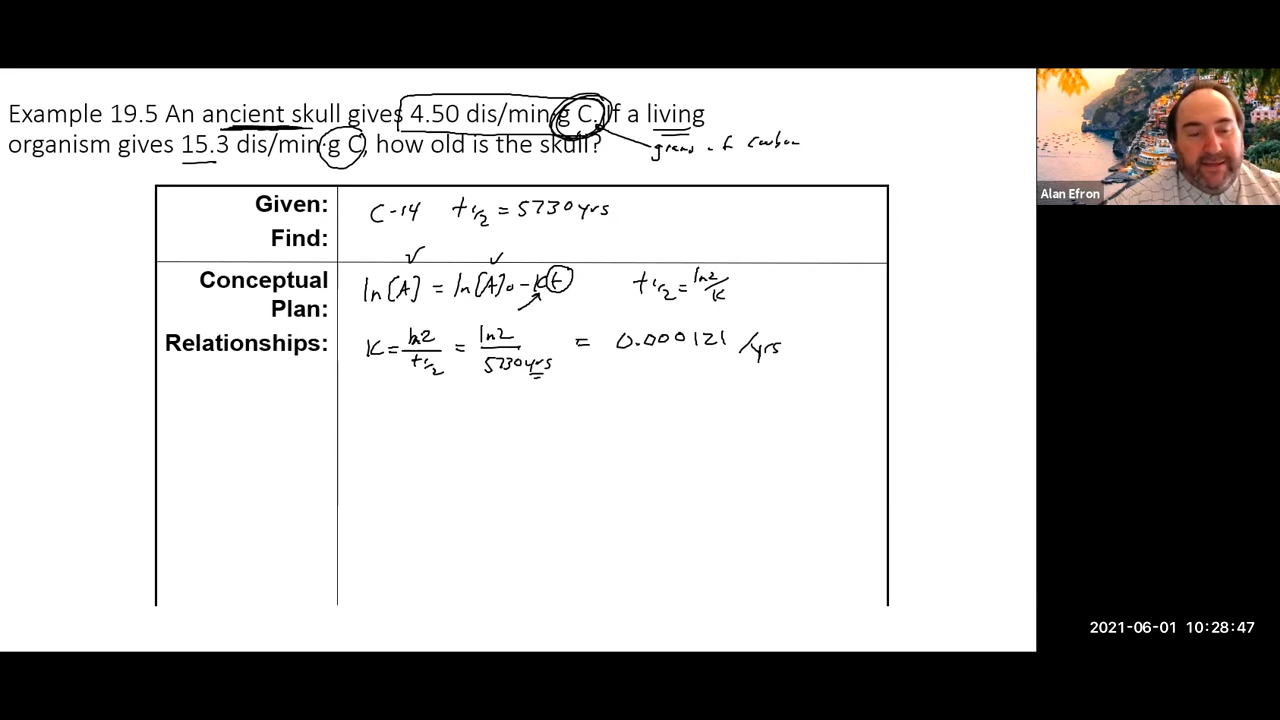 Example 19.5 An ancient skull gives 4.50 dis/min·g C. If a living
organism gives 15.3 dis/min·g C, how old is the skull?
grams of carbon
Given:
C-14 t1/2 = 5730 yrs
Find:
Conceptual
Plan:
ln[A] = ln[A]₀ - Kt t1/2 = ln2/K
Relationships:
K = ln2/t1/2 = ln2/5730 yrs = 0.000121 /yrs
Alan Efron
2021-06-01 10:28:47